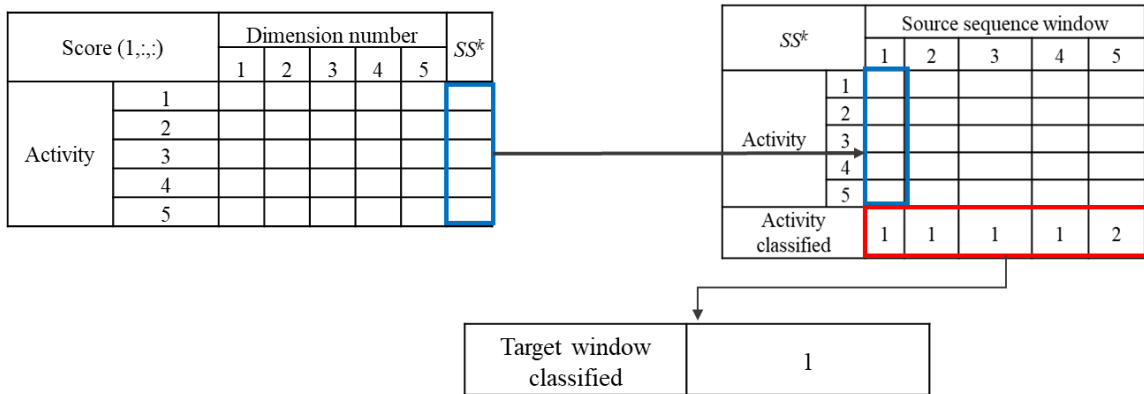 Score (1,:,:)
Dimension number
SS^k
1 2 3 4 5
Activity
1
2
3
4
5
SS^k
Source sequence window
1 2 3 4 5
Activity
1
2
3
4
5
Activity
classified
1 1 1 1 2
Target window
classified
1